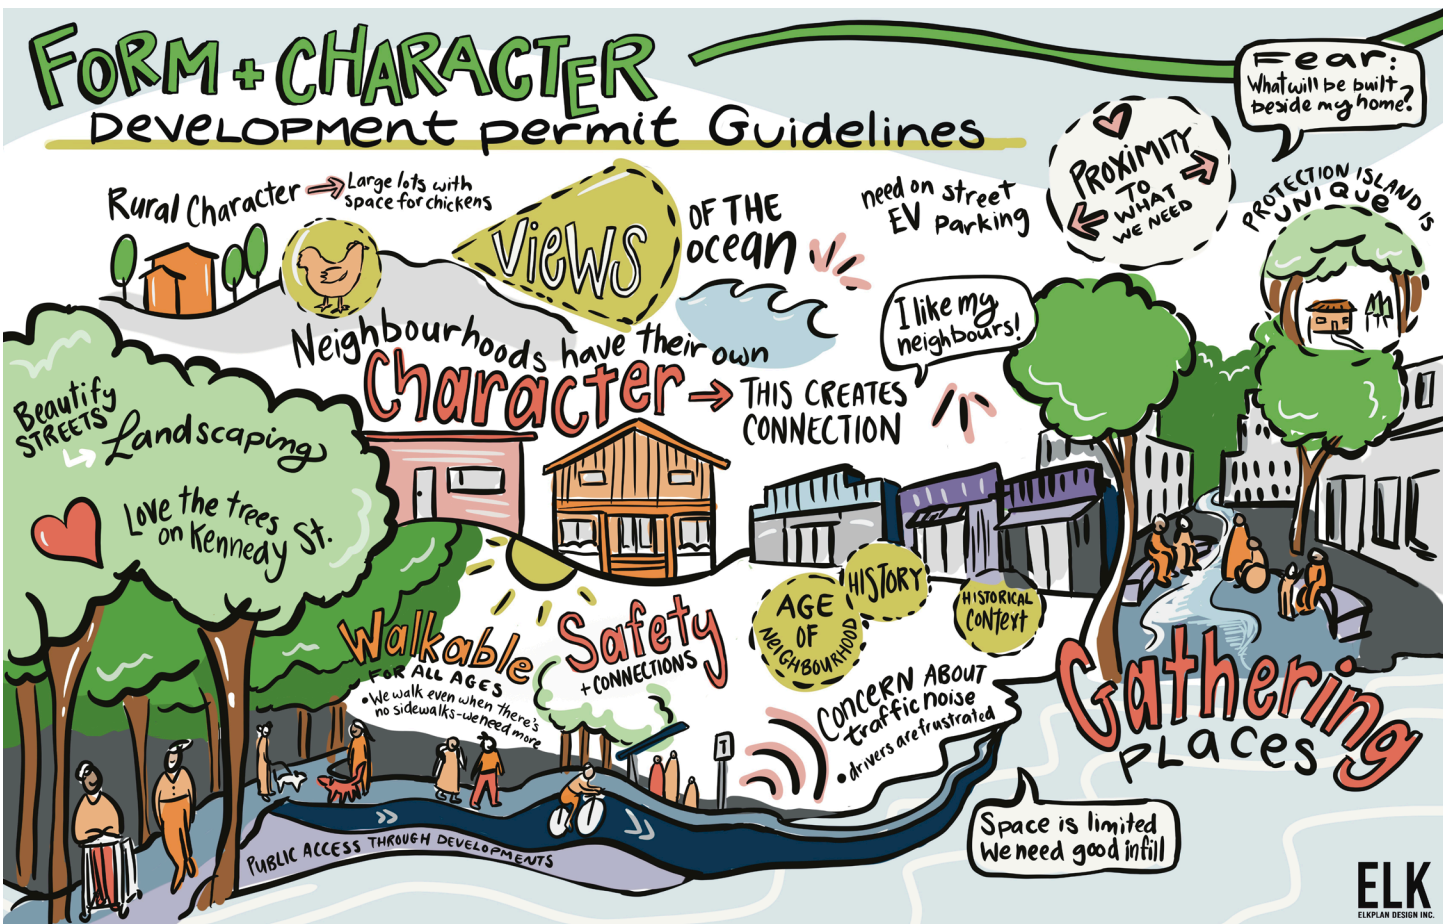 FORM + CHARACTER
Development permit Guidelines
Fear:
What will be built
beside my home?
PROXIMITY
TO
WHAT
WE NEED
PROTECTION ISLAND IS
UNIQUE
Rural Character → Large lots with
space for chickens
VIEWS
OF THE
ocean
need on street
EV parking
I like my
neighbours!
Neighbourhoods have their own
Character →
THIS CREATES
CONNECTION
Beautify
STREETS
Landscaping
Love the trees
on Kennedy St.
Walkable
FOR ALL AGES
• We walk even when there's
no sidewalks - we need more
Safety
+ CONNECTIONS
AGE
OF
NEIGHBOURHOOD
HISTORY
HISTORICAL
CONTEXT
CONCERN ABOUT
traffic noise
• drivers are frustrated
T
Gathering
PLACES
PUBLIC ACCESS THROUGH DEVELOPMENTS
Space is limited
We need good infill
ELK
ELKPLAN DESIGN INC.